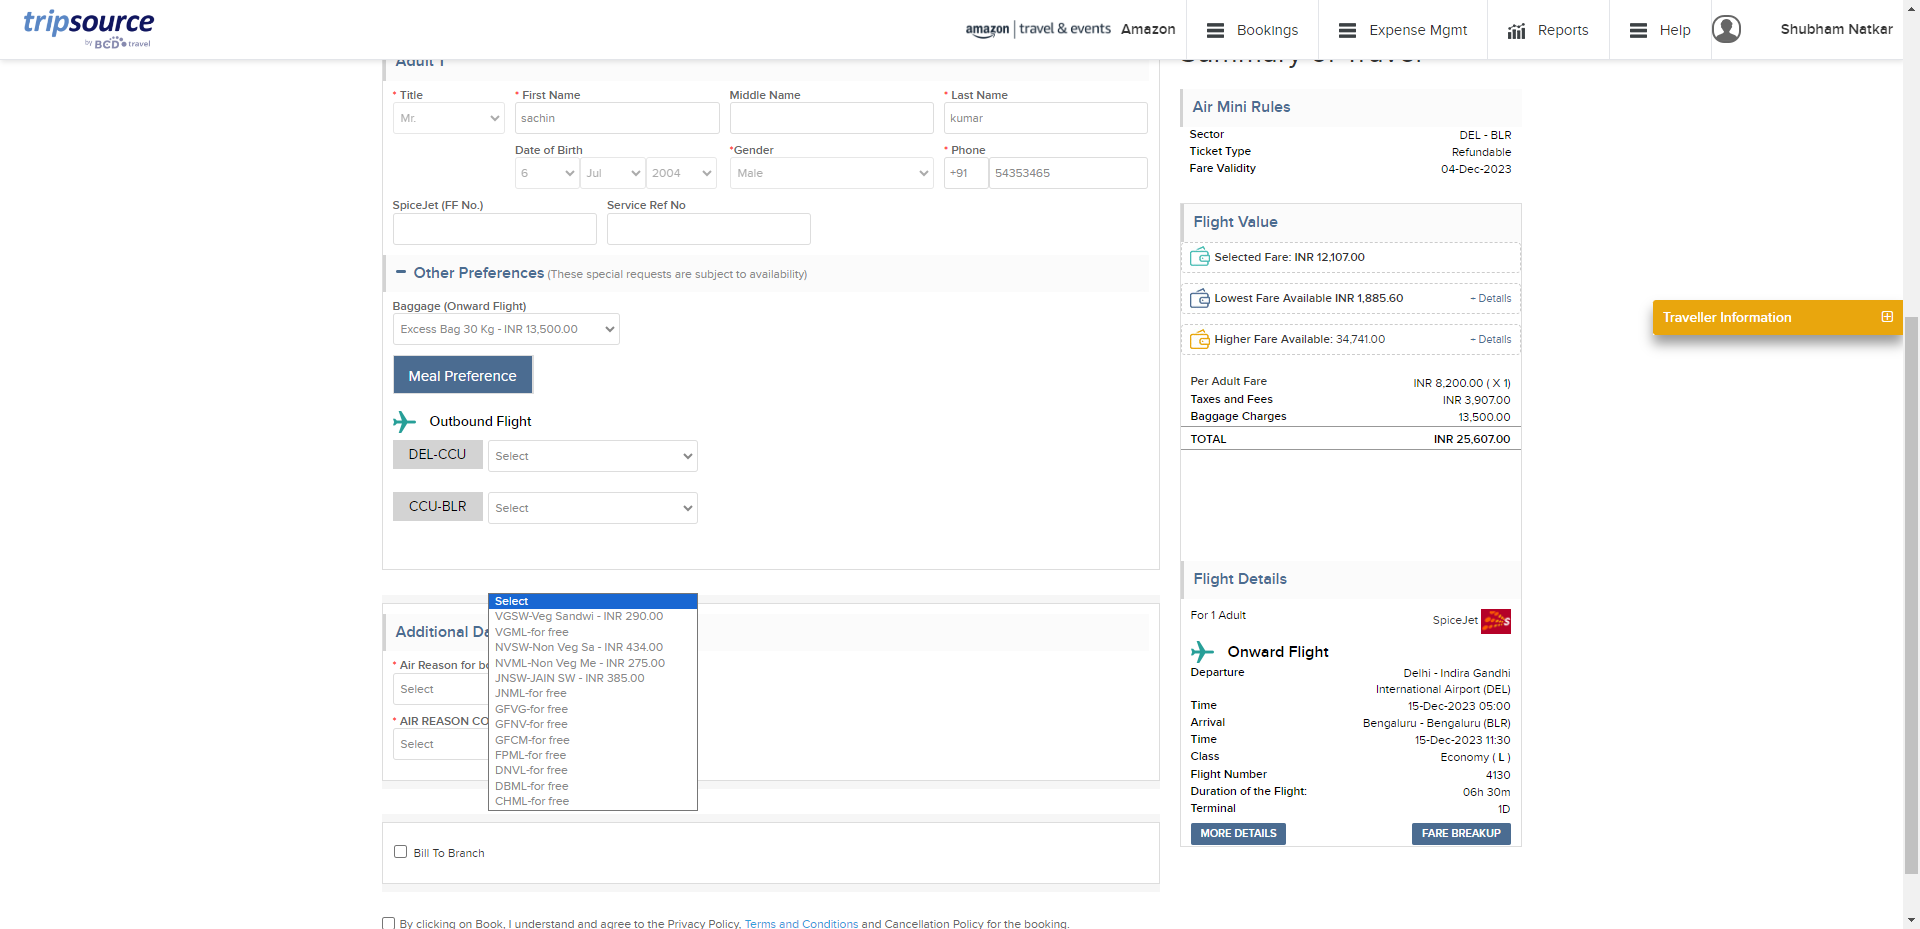 tripsource
by BCD travel
amazon | travel & events Amazon
Bookings
Expense Mgmt
Reports
Help
Shubham Natkar
Adult 1
* Title
* First Name
Middle Name
* Last Name
Mr.
sachin
kumar
Date of Birth
*Gender
* Phone
6
Jul
2004
Male
+91
54353465
SpiceJet (FF No.)
Service Ref No
Other Preferences (These special requests are subject to availability)
Baggage (Onward Flight)
Excess Bag 30 Kg - INR 13,500.00
Meal Preference
Outbound Flight
DEL-CCU
Select
CCU-BLR
Select
Select
VGSW-Veg Sandwi - INR 290.00
VGML-for free
NVSW-Non Veg Sa - INR 434.00
NVML-Non Veg Me - INR 275.00
JNSW-JAIN SW - INR 385.00
JNML-for free
GFVG-for free
GFNV-for free
GFCM-for free
FPML-for free
DNVL-for free
DBML-for free
CHML-for free
Additional Da
* Air Reason for bo
Select
* AIR REASON CO
Select
Bill To Branch
By clicking on Book, I understand and agree to the Privacy Policy, Terms and Conditions and Cancellation Policy for the booking.
Summary of Travel
Air Mini Rules
Sector DEL - BLR
Ticket Type Refundable
Fare Validity 04-Dec-2023
Flight Value
Selected Fare: INR 12,107.00
Lowest Fare Available INR 1,885.60 + Details
Higher Fare Available: 34,741.00 + Details
Per Adult Fare INR 8,200.00 ( X 1)
Taxes and Fees INR 3,907.00
Baggage Charges 13,500.00
TOTAL INR 25,607.00
Flight Details
For 1 Adult SpiceJet
Onward Flight
Departure Delhi - Indira Gandhi
International Airport (DEL)
Time 15-Dec-2023 05:00
Arrival Bengaluru - Bengaluru (BLR)
Time 15-Dec-2023 11:30
Class Economy ( L )
Flight Number 4130
Duration of the Flight: 06h 30m
Terminal 1D
MORE DETAILS
FARE BREAKUP
Traveller Information